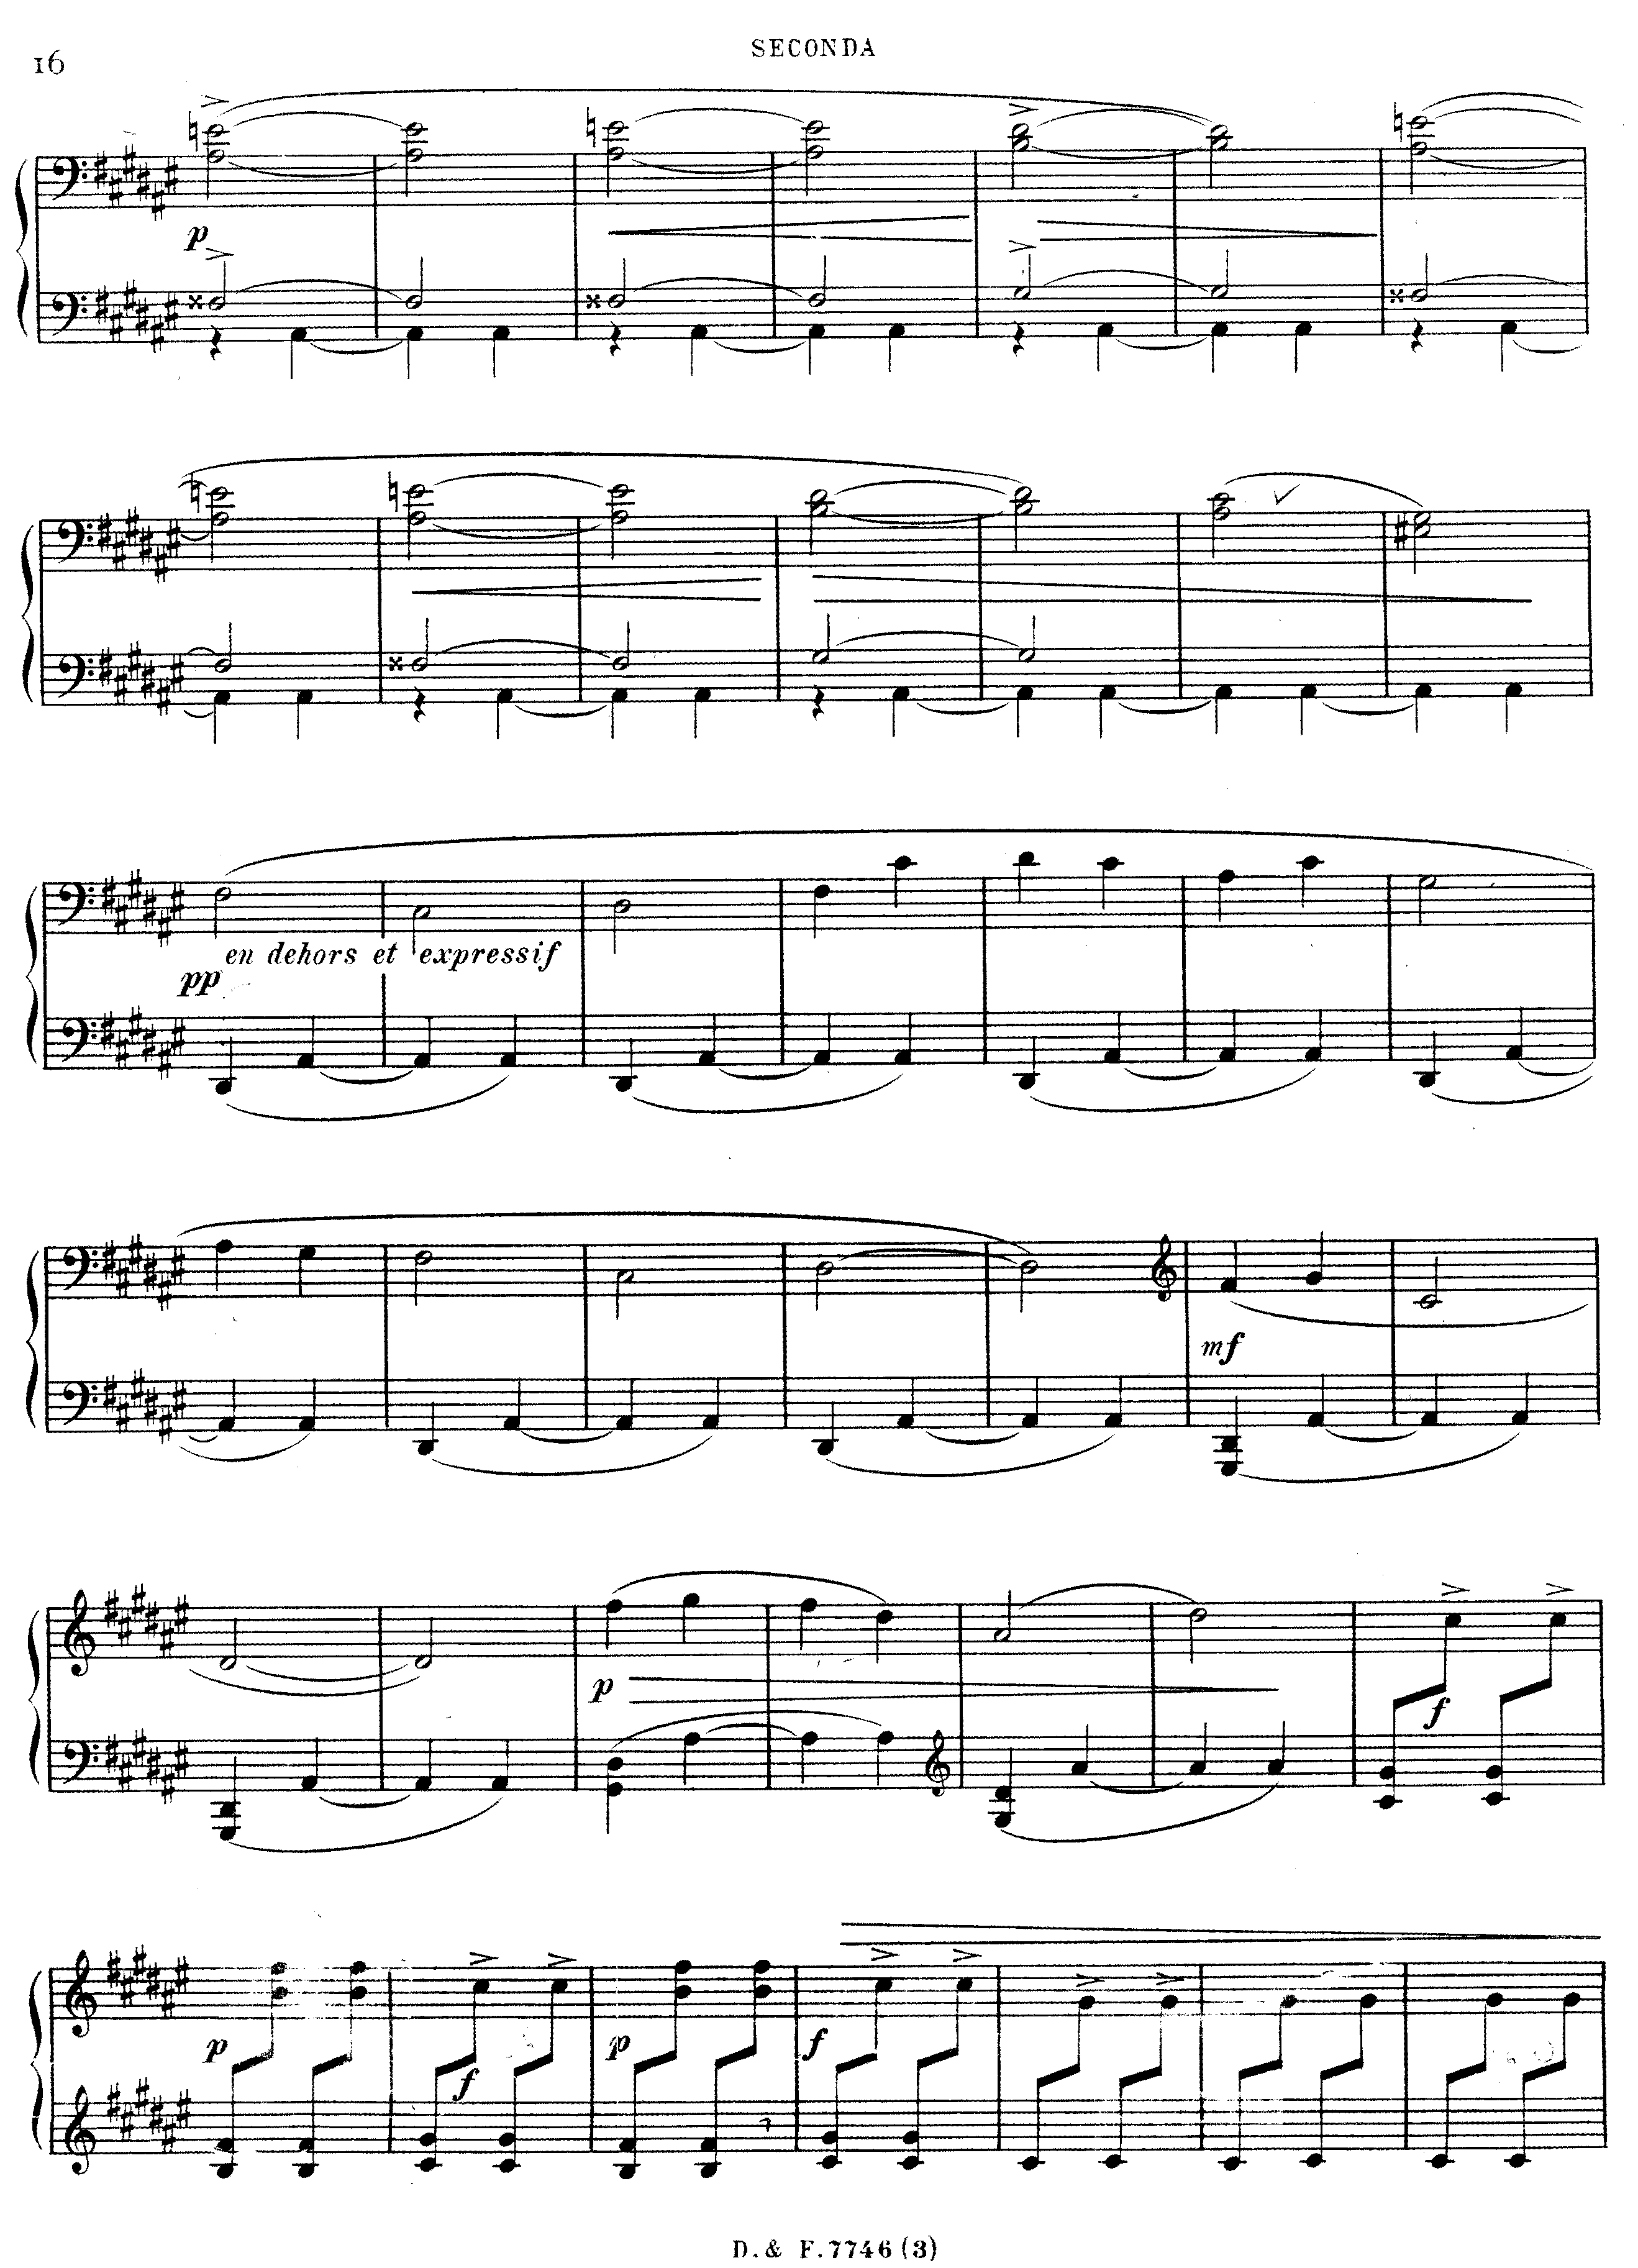 16
SECONDA
p
en dehors et expressif
pp
mf
p
f
p
f
p
f
D. & F. 7746 (3)